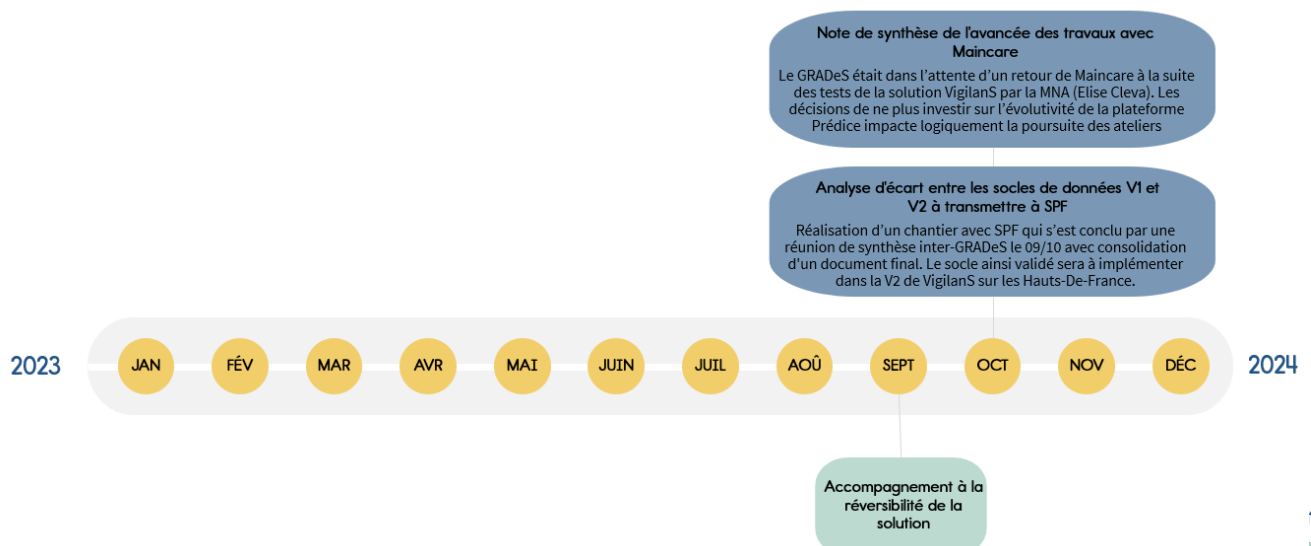 Note de synthèse de l'avancée des travaux avec
Maincare
Le GRADeS était dans l'attente d'un retour de Maincare à la suite
des tests de la solution VigilanS par la MNA (Elise Cleva). Les
décisions de ne plus investir sur l'évolutivité de la plateforme
Prédice impacte logiquement la poursuite des ateliers
Analyse d'écart entre les socles de données V1 et
V2 à transmettre à SPF
Réalisation d'un chantier avec SPF qui s'est conclu par une
réunion de synthèse inter-GRADeS le 09/10 avec consolidation
d'un document final. Le socle ainsi validé sera à implémenter
dans la V2 de VigilanS sur les Hauts-De-France.
2023 JAN FÉV MAR AVR MAI JUIN JUIL AOÛ SEPT OCT NOV DÉC 2024
Accompagnement à la
réversibilité de la
solution